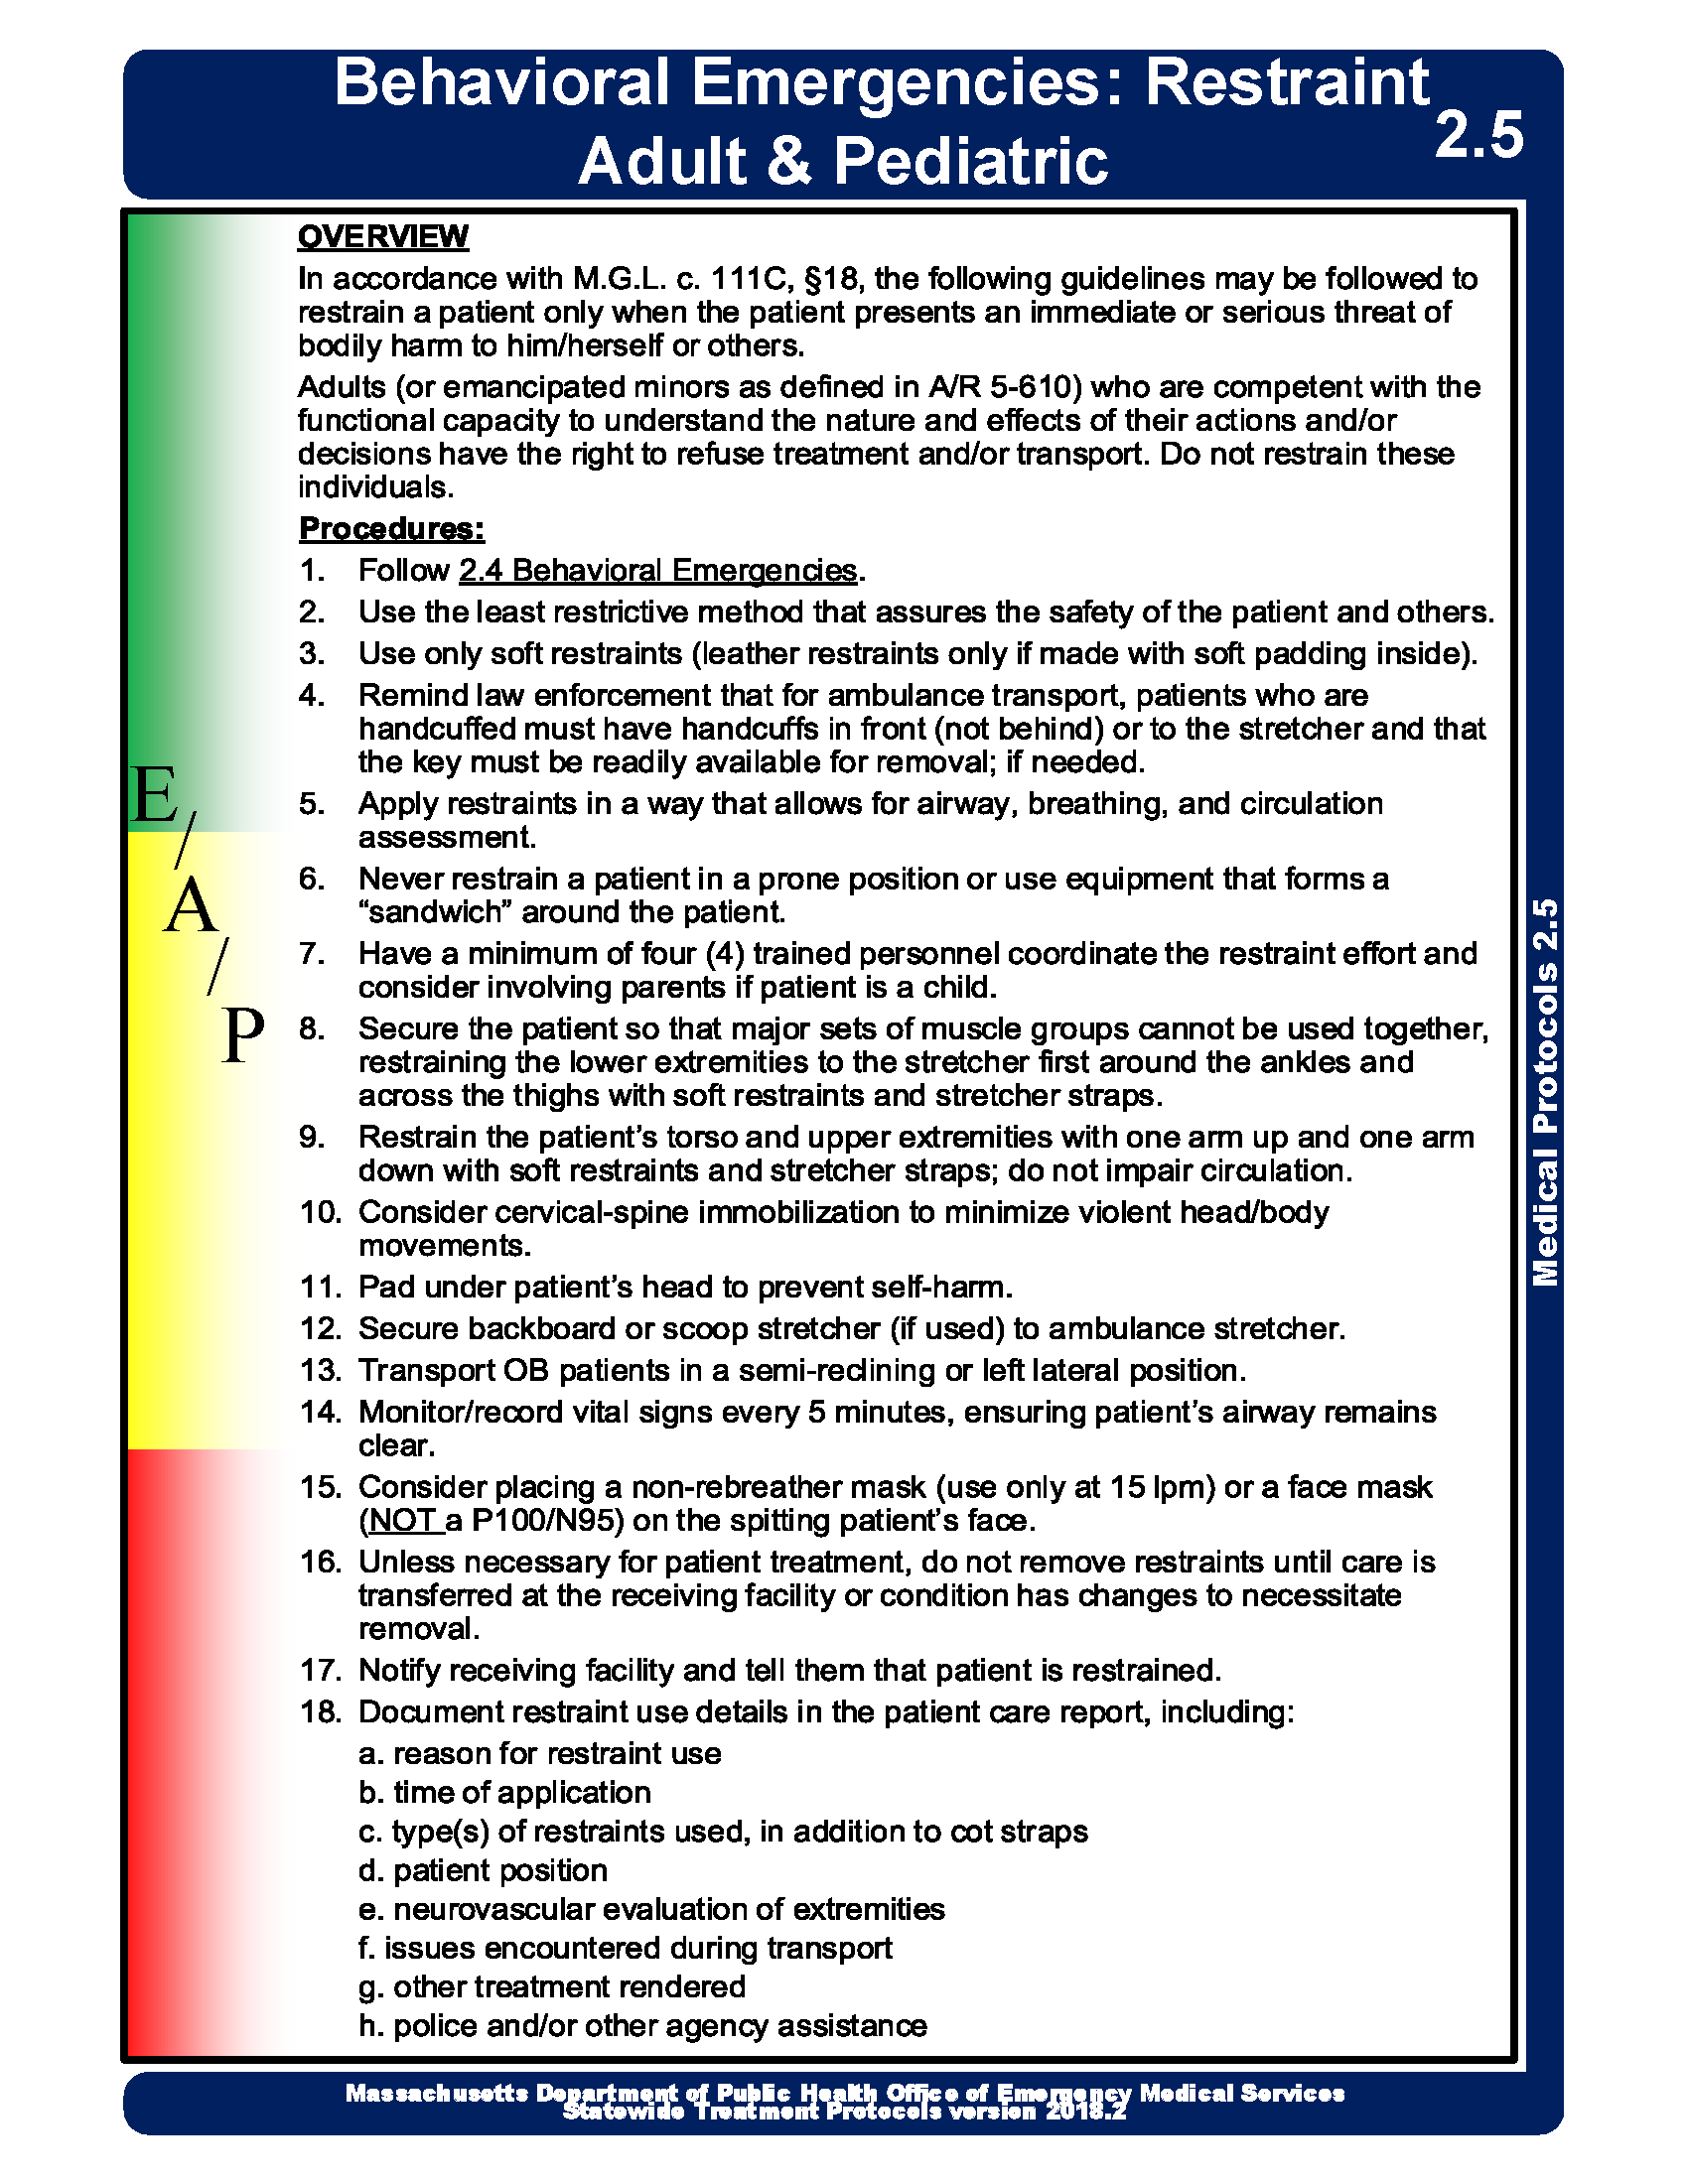 Behavioral Emergencies: Restraint
Adult & Pediatric
2.5
OVERVIEW
In accordance with M.G.L. c. 111C, §18, the following guidelines may be followed to
restrain a patient only when the patient presents an immediate or serious threat of
bodily harm to him/herself or others.
Adults (or emancipated minors as defined in A/R 5-610) who are competent with the
functional capacity to understand the nature and effects of their actions and/or
decisions have the right to refuse treatment and/or transport. Do not restrain these
individuals.
Procedures:
1. Follow 2.4 Behavioral Emergencies.
2. Use the least restrictive method that assures the safety of the patient and others.
3. Use only soft restraints (leather restraints only if made with soft padding inside).
4. Remind law enforcement that for ambulance transport, patients who are
handcuffed must have handcuffs in front (not behind) or to the stretcher and that
the key must be readily available for removal; if needed.
5. Apply restraints in a way that allows for airway, breathing, and circulation
assessment.
6. Never restrain a patient in a prone position or use equipment that forms a
“sandwich” around the patient.
7. Have a minimum of four (4) trained personnel coordinate the restraint effort and
consider involving parents if patient is a child.
8. Secure the patient so that major sets of muscle groups cannot be used together,
restraining the lower extremities to the stretcher first around the ankles and
across the thighs with soft restraints and stretcher straps.
9. Restrain the patient’s torso and upper extremities with one arm up and one arm
down with soft restraints and stretcher straps; do not impair circulation.
10. Consider cervical-spine immobilization to minimize violent head/body
movements.
11. Pad under patient’s head to prevent self-harm.
12. Secure backboard or scoop stretcher (if used) to ambulance stretcher.
13. Transport OB patients in a semi-reclining or left lateral position.
14. Monitor/record vital signs every 5 minutes, ensuring patient’s airway remains
clear.
15. Consider placing a non-rebreather mask (use only at 15 lpm) or a face mask
(NOT a P100/N95) on the spitting patient’s face.
16. Unless necessary for patient treatment, do not remove restraints until care is
transferred at the receiving facility or condition has changes to necessitate
removal.
17. Notify receiving facility and tell them that patient is restrained.
18. Document restraint use details in the patient care report, including:
a. reason for restraint use
b. time of application
c. type(s) of restraints used, in addition to cot straps
d. patient position
e. neurovascular evaluation of extremities
f. issues encountered during transport
g. other treatment rendered
h. police and/or other agency assistance
E
/
A
/
P
Medical Protocols 2.5
Massachusetts Department of Public Health Office of Emergency Medical Services
Statewide Treatment Protocols version 2018.2